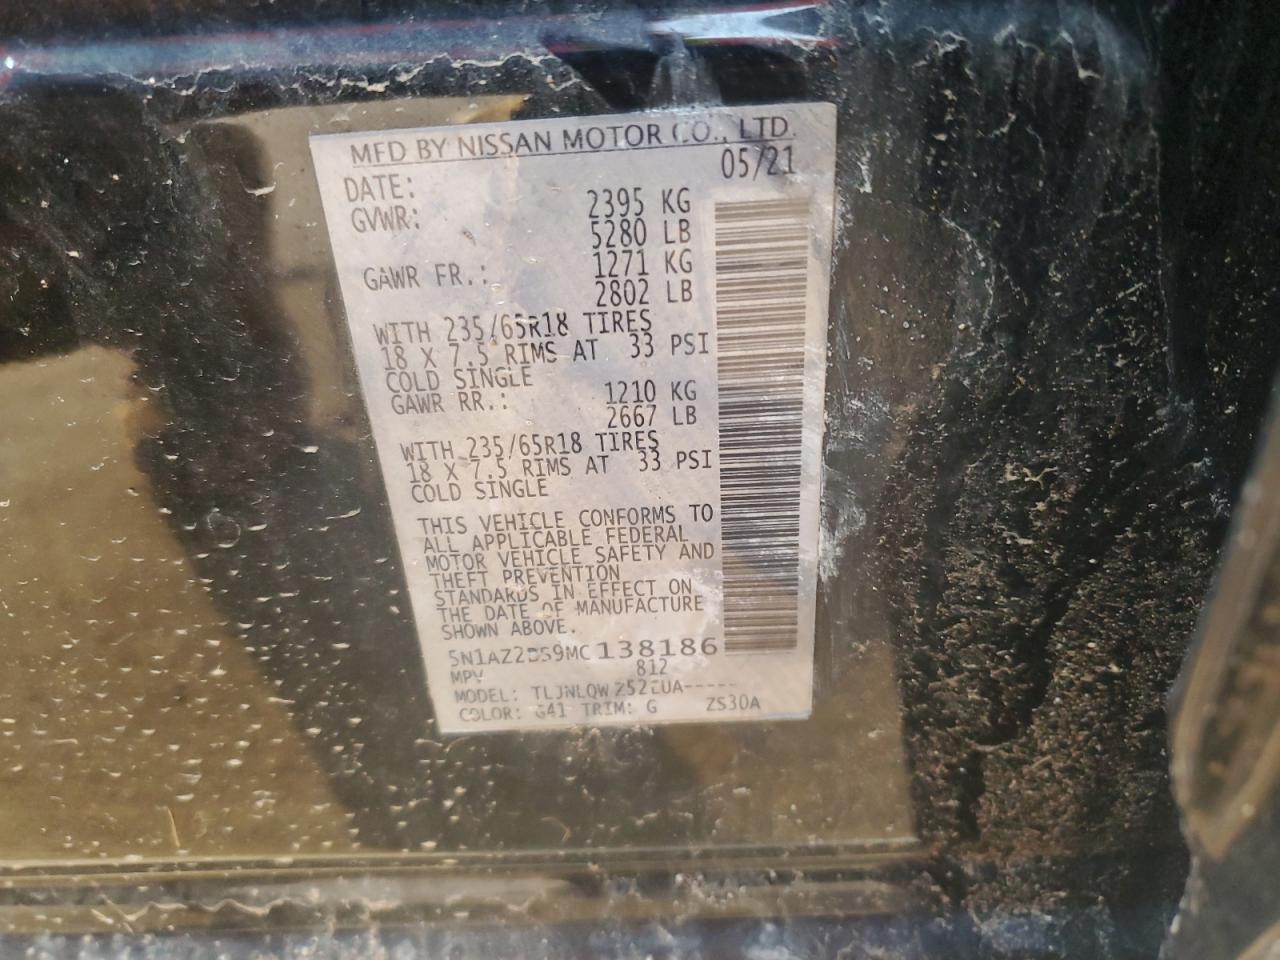 MFD BY NISSAN MOTOR CO., LTD.
DATE: 05/21
GVWR: 2395 KG
5280 LB
GAWR FR.: 1271 KG
2802 LB
WITH 235/65R18 TIRES
18 X 7.5 RIMS AT 33 PSI
COLD SINGLE
GAWR RR.: 1210 KG
2667 LB
WITH 235/65R18 TIRES
18 X 7.5 RIMS AT 33 PSI
COLD SINGLE
THIS VEHICLE CONFORMS TO
ALL APPLICABLE FEDERAL
MOTOR VEHICLE SAFETY AND
THEFT PREVENTION
STANDARDS IN EFFECT ON
THE DATE OF MANUFACTURE
SHOWN ABOVE.
138186
MPV 812
MODEL:
COLOR: G41 TRIM: G ZS30A